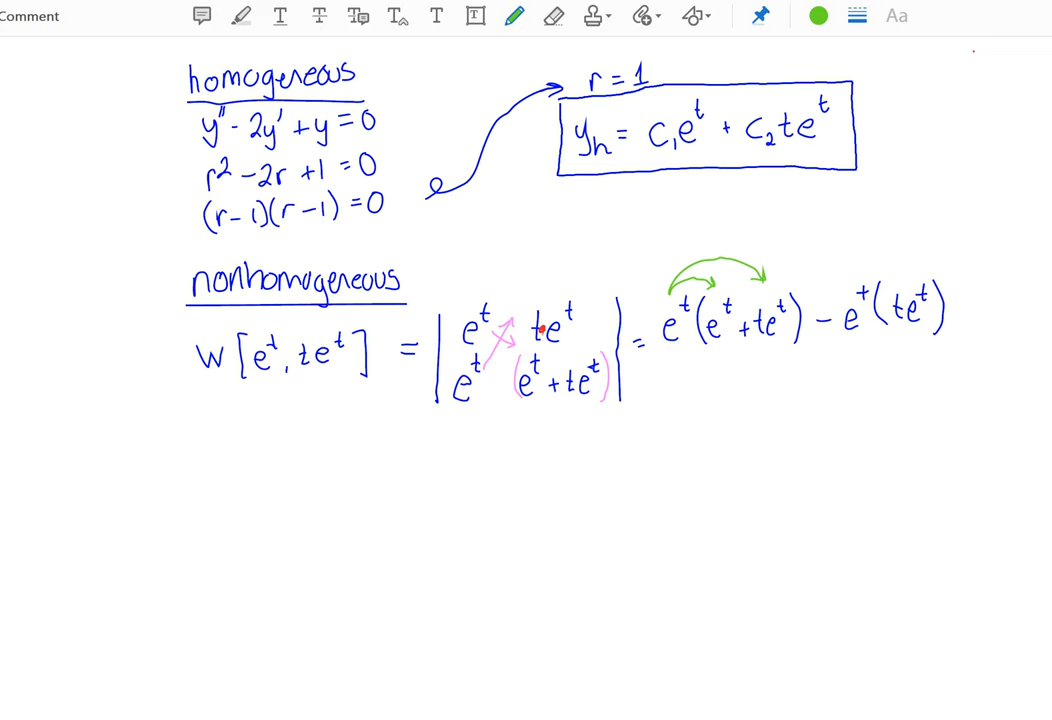 Comment
Aa
homogeneous
y'' - 2y' + y = 0
r² - 2r + 1 = 0
(r - 1)(r - 1) = 0
r = 1
y_h = c₁e^t + c₂te^t
nonhomogeneous
W[e^t, te^t] = | e^t te^t | = e^t(e^t + te^t) - e^t(te^t)
| e^t (e^t + te^t) |